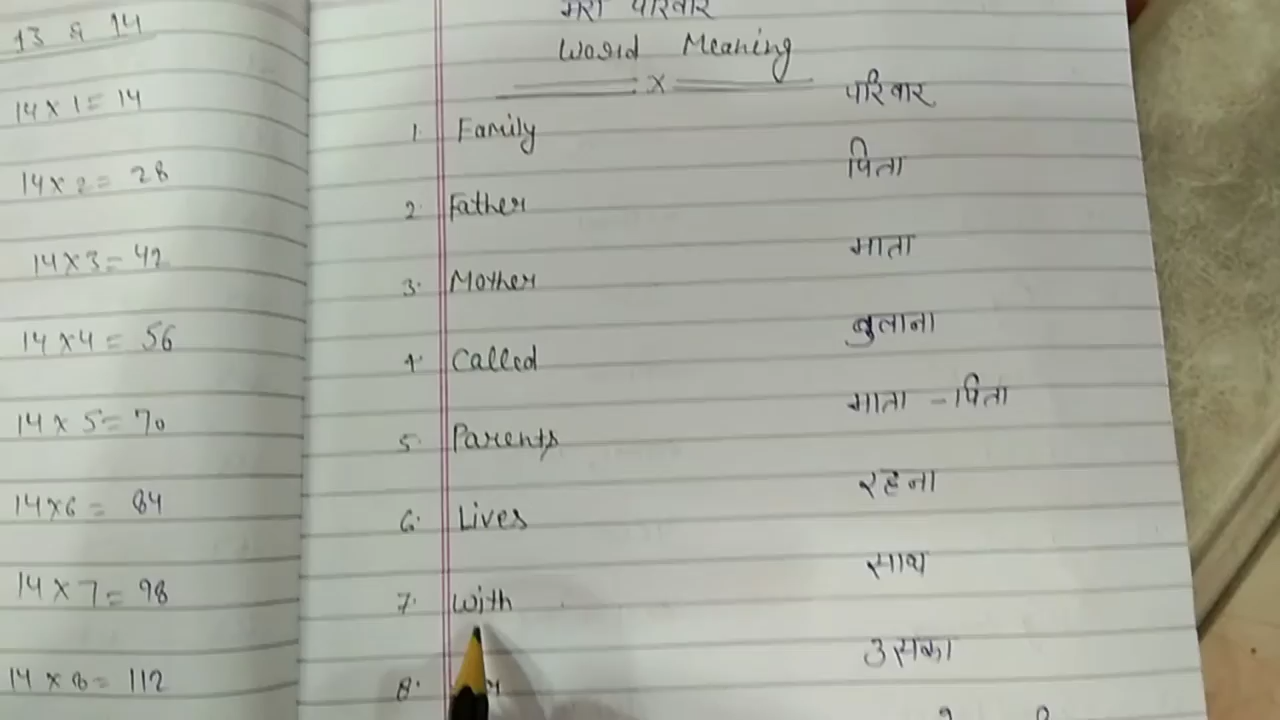 13 & 14
14 x 1 = 14
14 x 2 = 28
14 x 3 = 42
14 x 4 = 56
14 x 5 = 70
14 x 6 = 84
14 x 7 = 98
14 x 8 = 112
मेरा परिवार
Word Meaning
x
1. Family परिवार
2. Father पिता
3. Mother माता
4. Called बुलाना
5. Parents माता - पिता
6. Lives रहना
7. With साथ
8. उसका